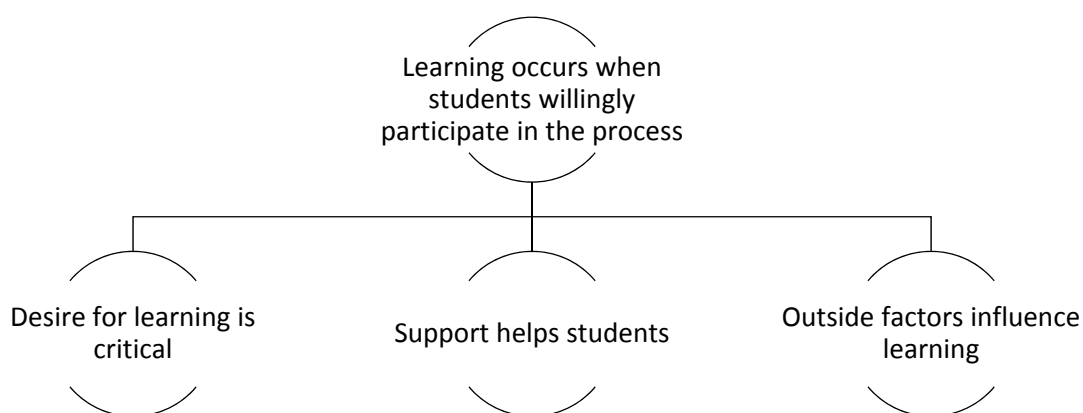 Learning occurs when
students willingly
participate in the process
Desire for learning is
critical
Support helps students
Outside factors influence
learning